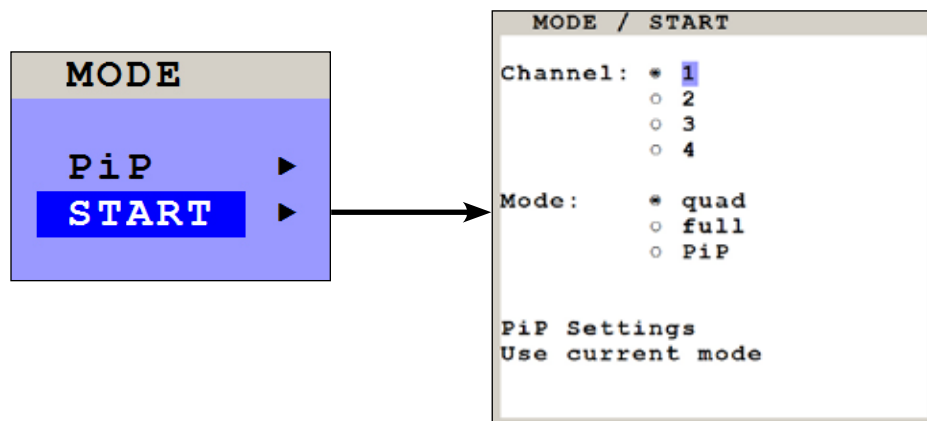 MODE
PiP
START
MODE / START
Channel: 1
2
3
4
Mode: quad
full
PiP
PiP Settings
Use current mode